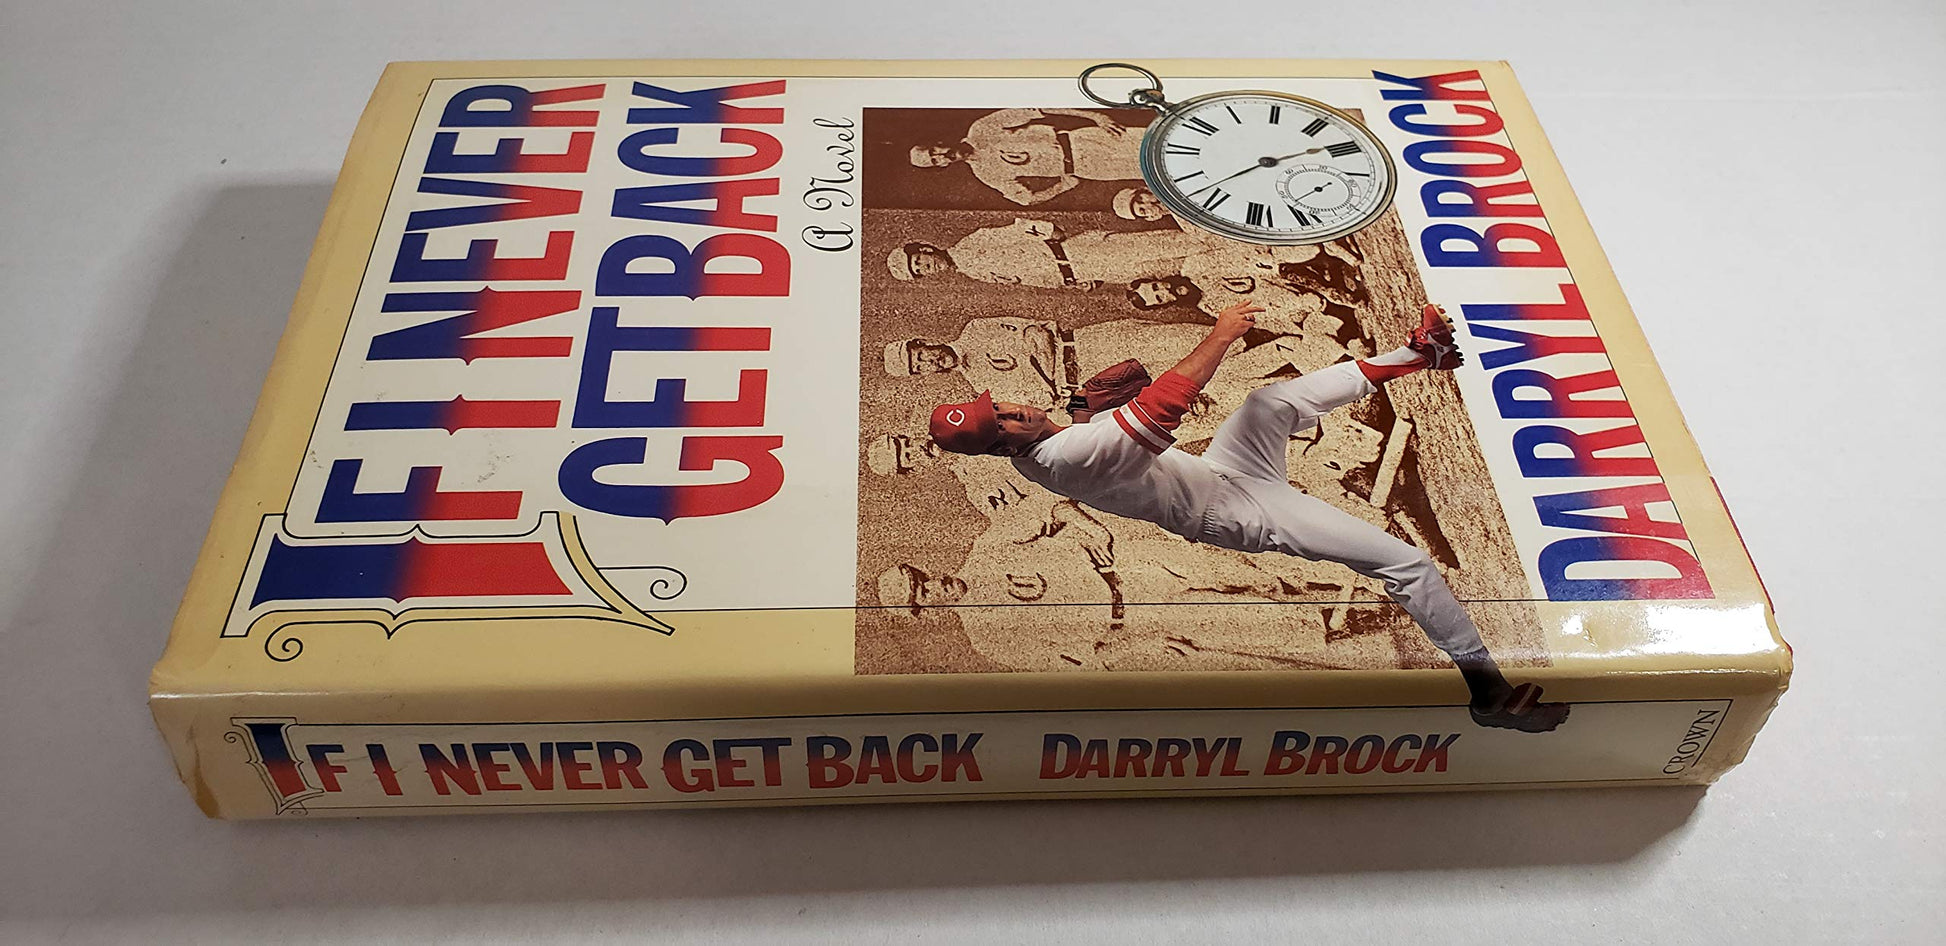 IF I NEVER
GET BACK
A Novel
DARRYL BROCK
IF I NEVER GET BACK DARRYL BROCK CROWN